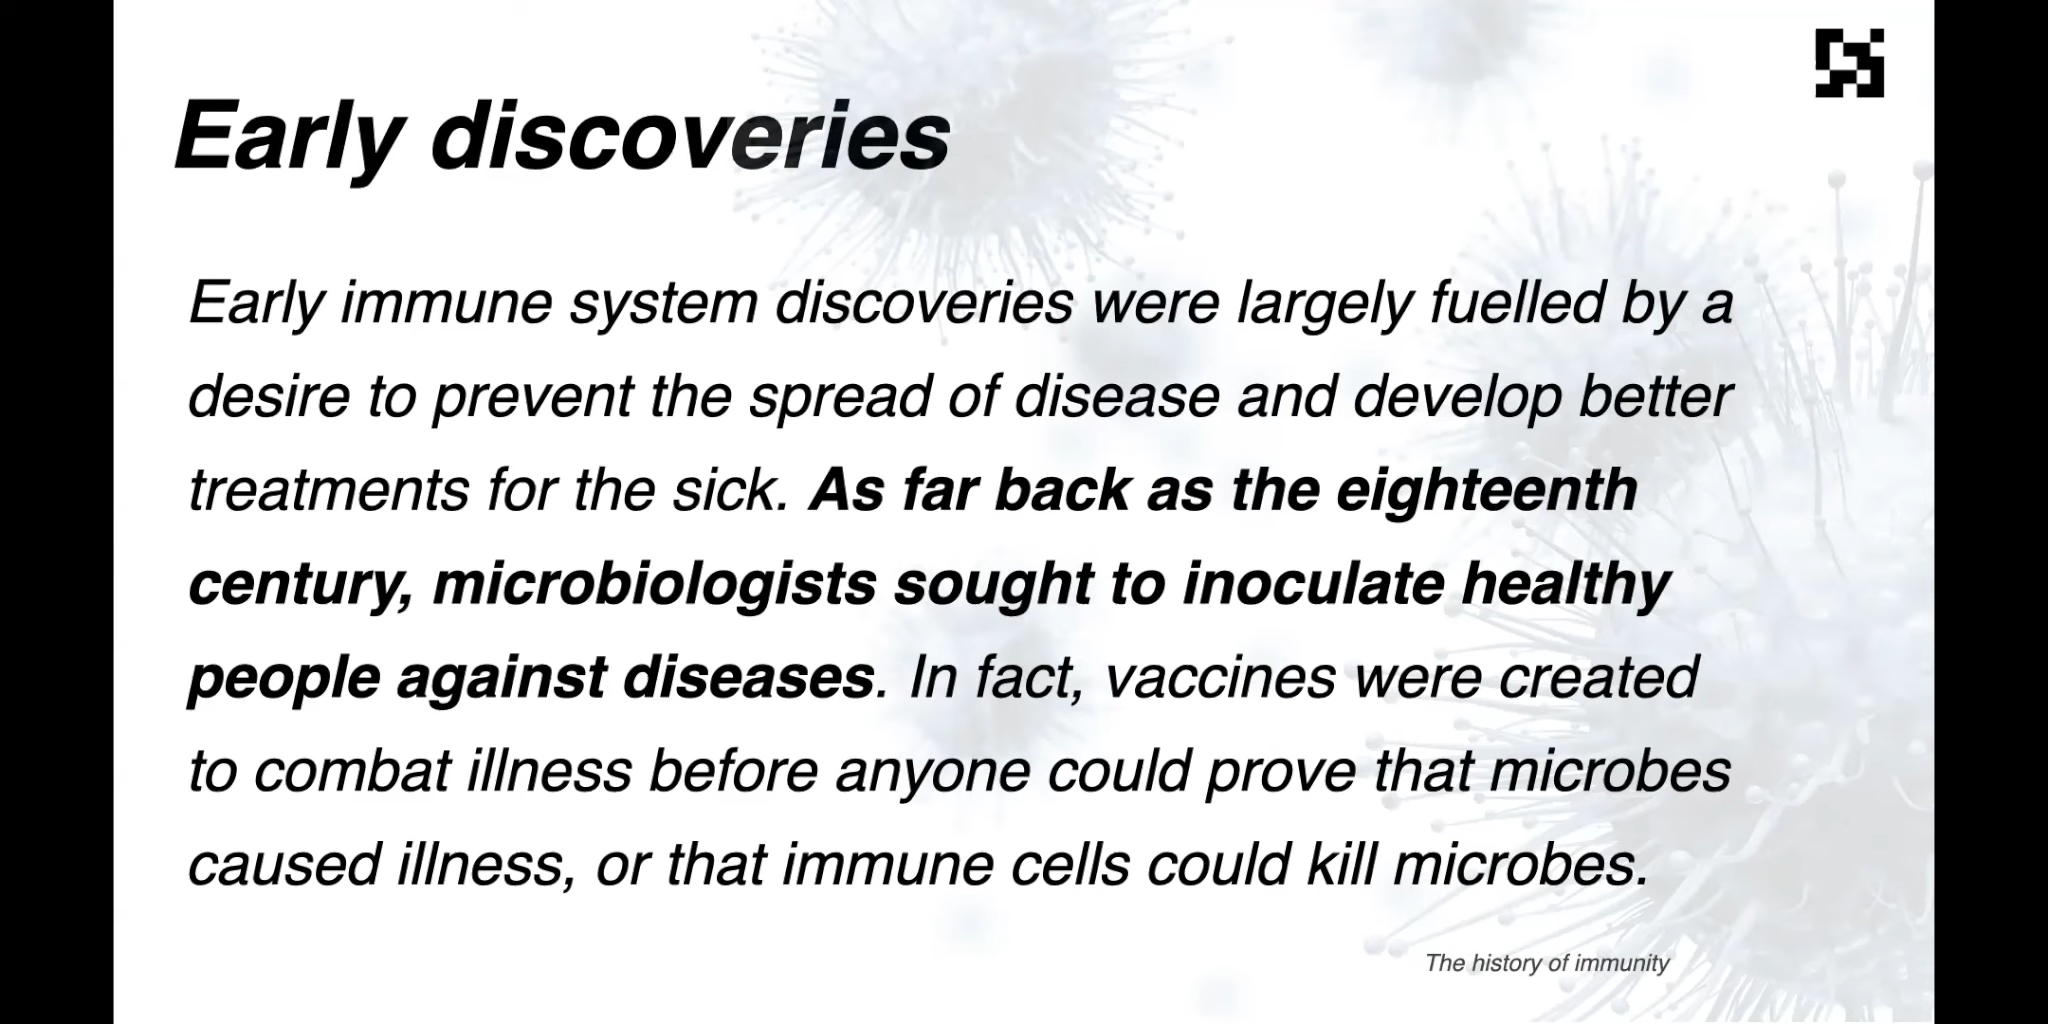 Early discoveries
Early immune system discoveries were largely fuelled by a
desire to prevent the spread of disease and develop better
treatments for the sick. As far back as the eighteenth
century, microbiologists sought to inoculate healthy
people against diseases. In fact, vaccines were created
to combat illness before anyone could prove that microbes
caused illness, or that immune cells could kill microbes.
The history of immunity